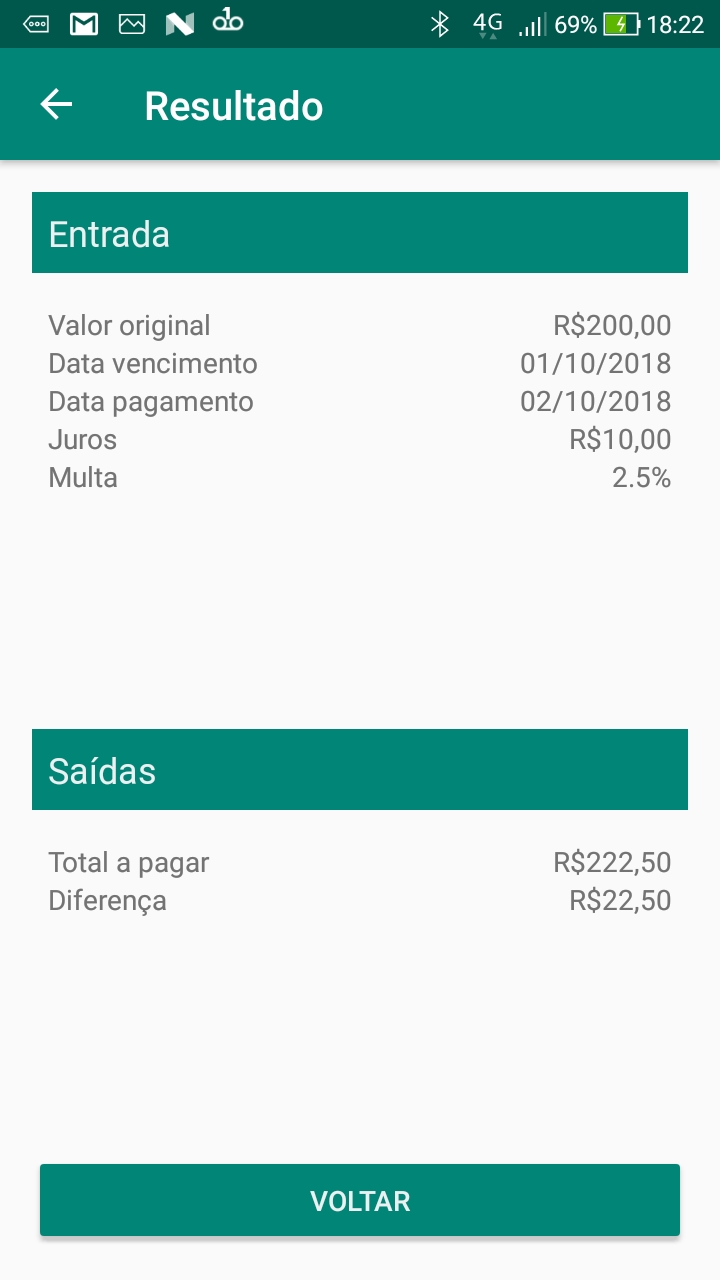 4G 69% 18:22
Resultado
Entrada
Valor original R$200,00
Data vencimento 01/10/2018
Data pagamento 02/10/2018
Juros R$10,00
Multa 2.5%
Saídas
Total a pagar R$222,50
Diferença R$22,50
VOLTAR